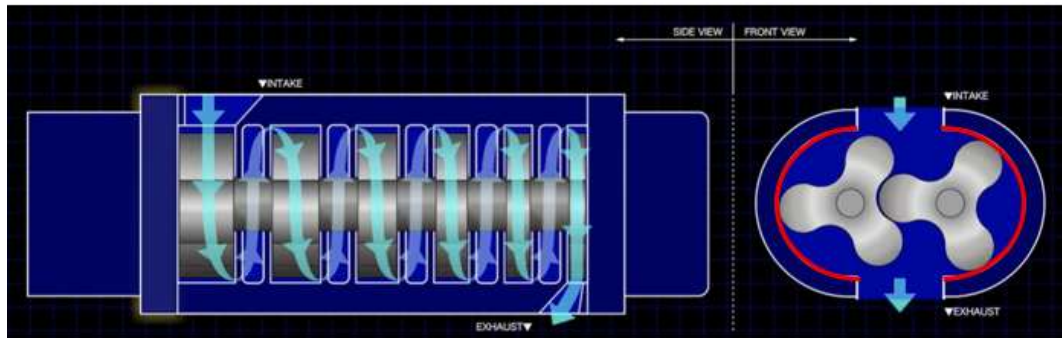 SIDE VIEW FRONT VIEW
▼INTAKE
▼INTAKE
EXHAUST▼
▼EXHAUST